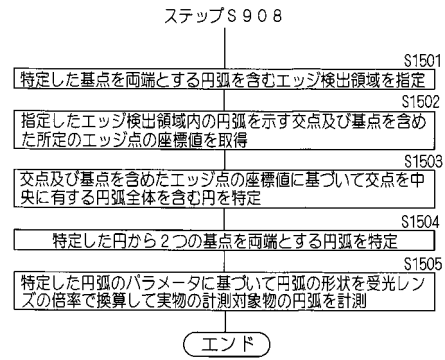 ステップＳ９０８
S1501
特定した基点を両端とする円弧を含むエッジ検出領域を指定
S1502
指定したエッジ検出領域内の円弧を示す交点及び基点を含め
た所定のエッジ点の座標値を取得
S1503
交点及び基点を含めたエッジ点の座標値に基づいて交点を中
央に有する円弧全体を含む円を特定
S1504
特定した円から２つの基点を両端とする円弧を特定
S1505
特定した円弧のパラメータに基づいて円弧の形状を受光レン
ズの倍率で換算して実物の計測対象物の円弧を計測
エンド